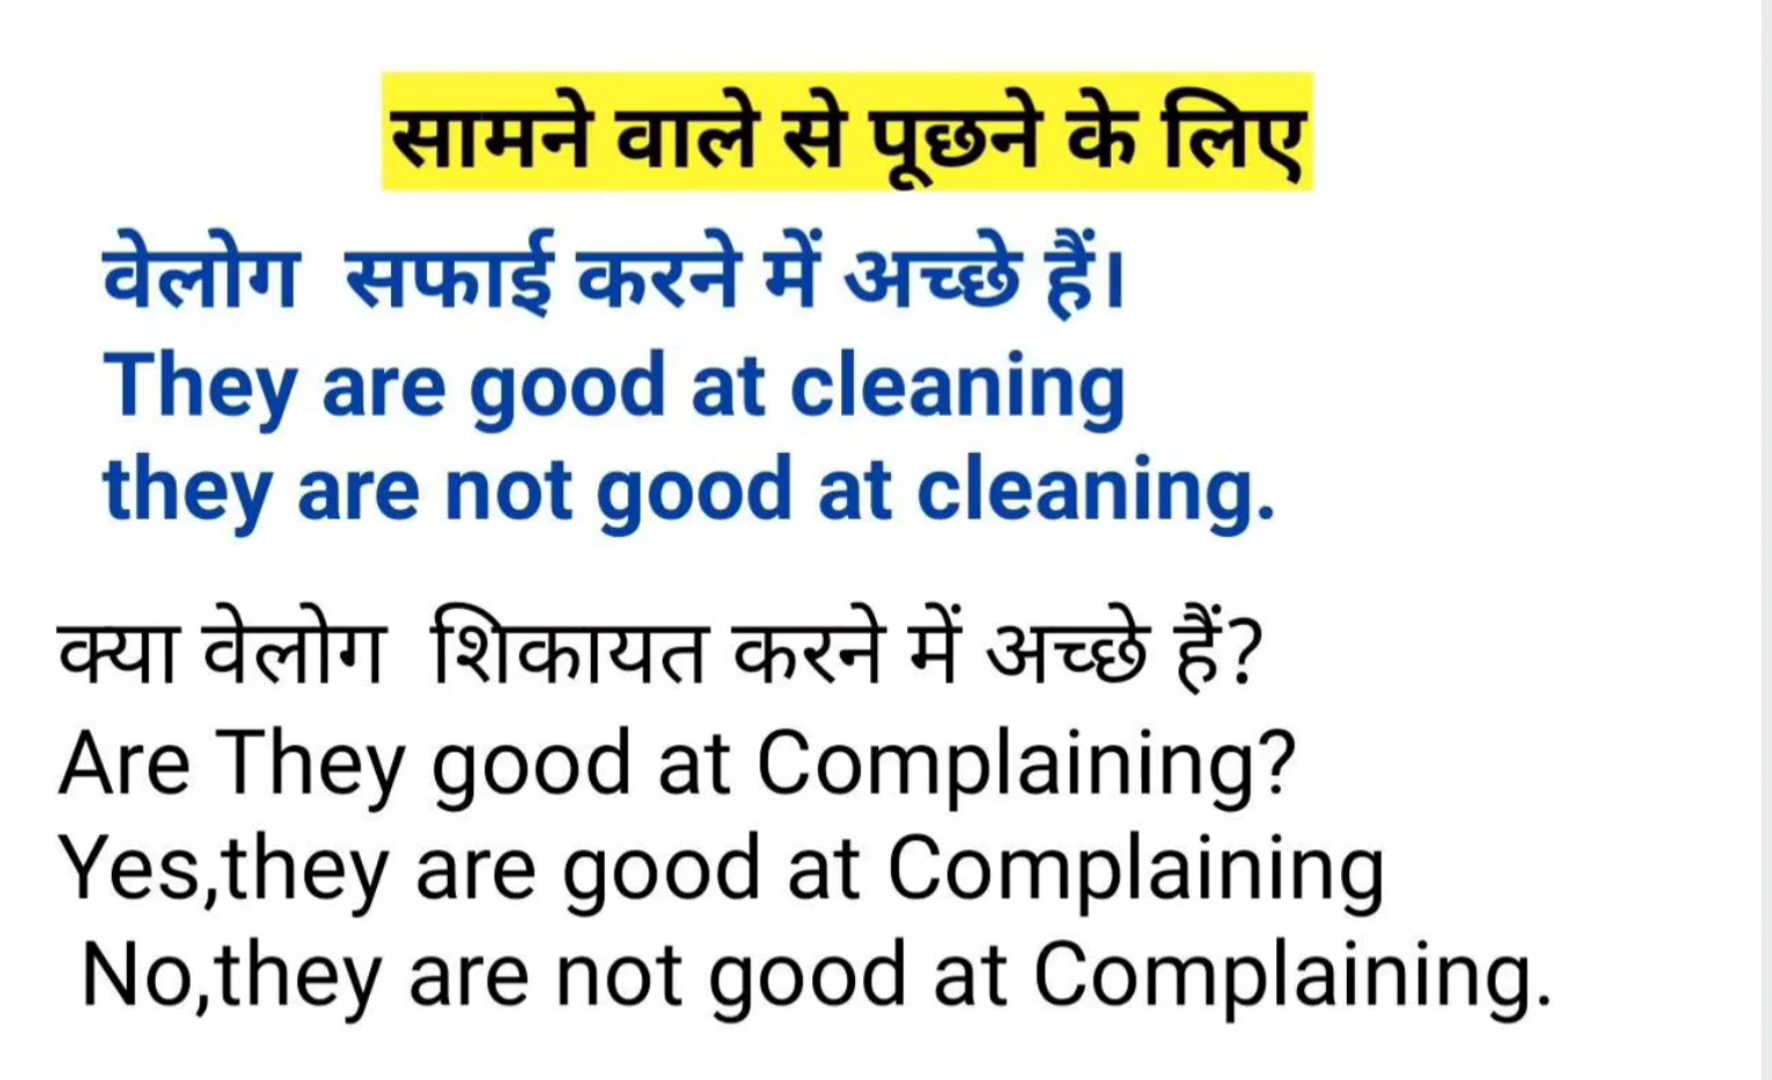 सामने वाले से पूछने के लिए
वेलोग सफाई करने में अच्छे हैं।
They are good at cleaning
they are not good at cleaning.
क्या वेलोग शिकायत करने में अच्छे हैं?
Are They good at Complaining?
Yes,they are good at Complaining
No,they are not good at Complaining.